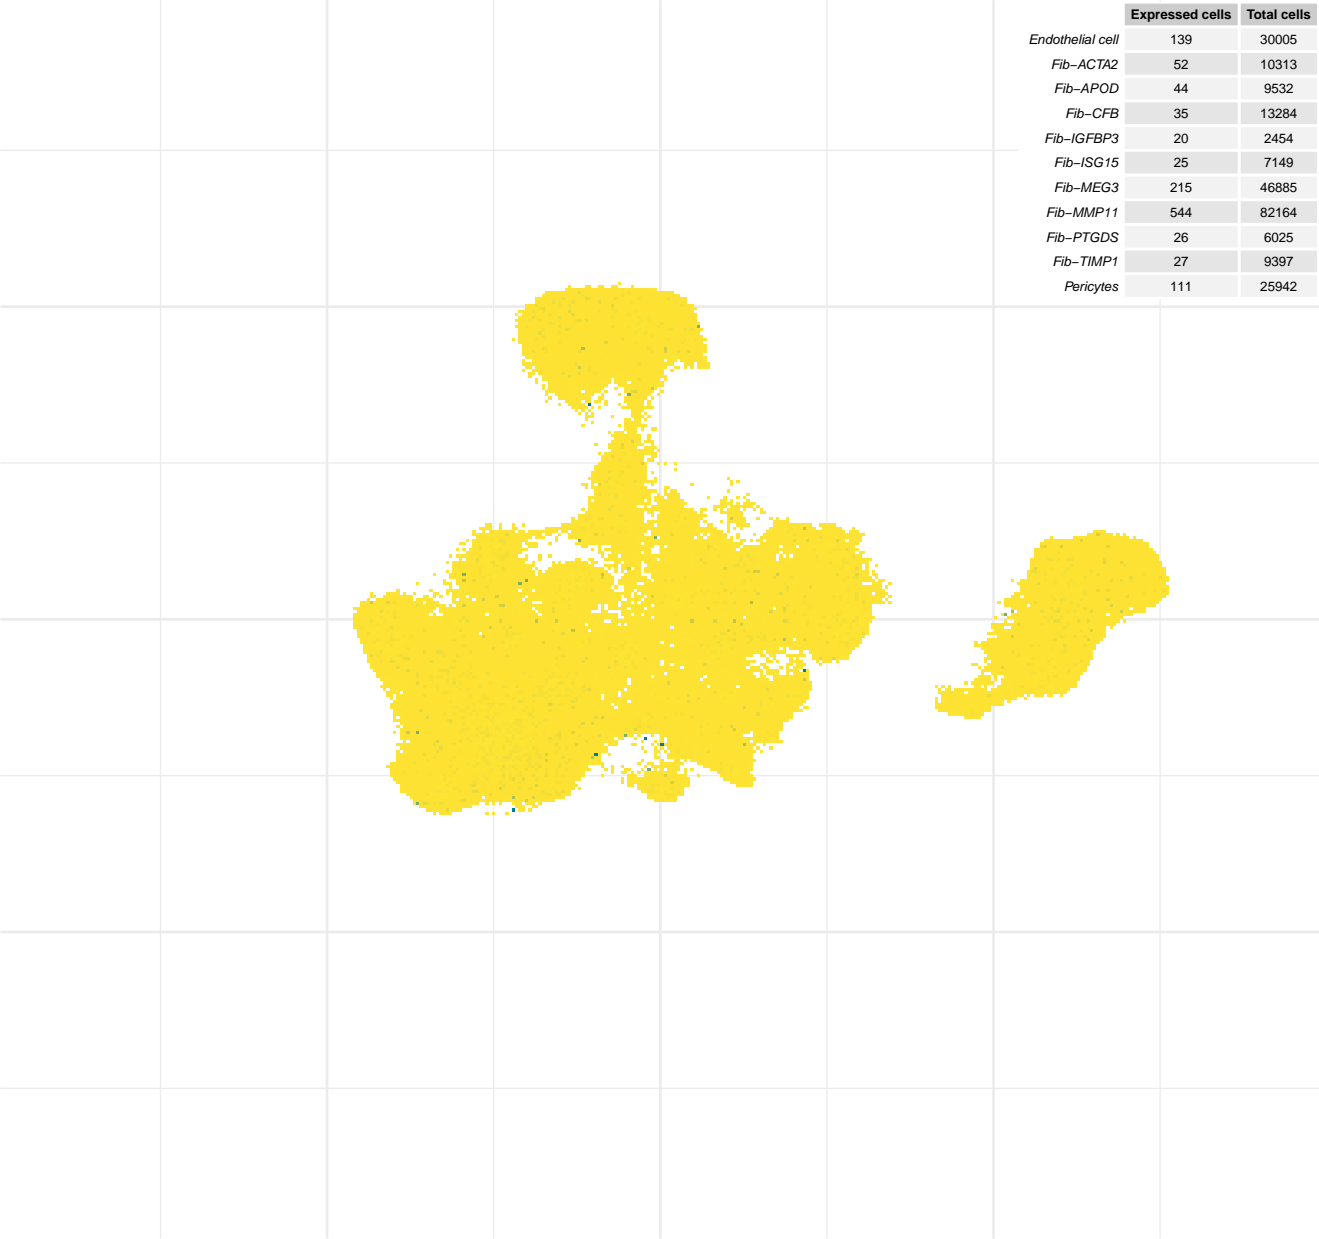 Expressed cells Total cells
Endothelial cell 139 30005
Fib−ACTA2 52 10313
Fib−APOD 44 9532
Fib−CFB 35 13284
Fib−IGFBP3 20 2454
Fib−ISG15 25 7149
Fib−MEG3 215 46885
Fib−MMP11 544 82164
Fib−PTGDS 26 6025
Fib−TIMP1 27 9397
Pericytes 111 25942